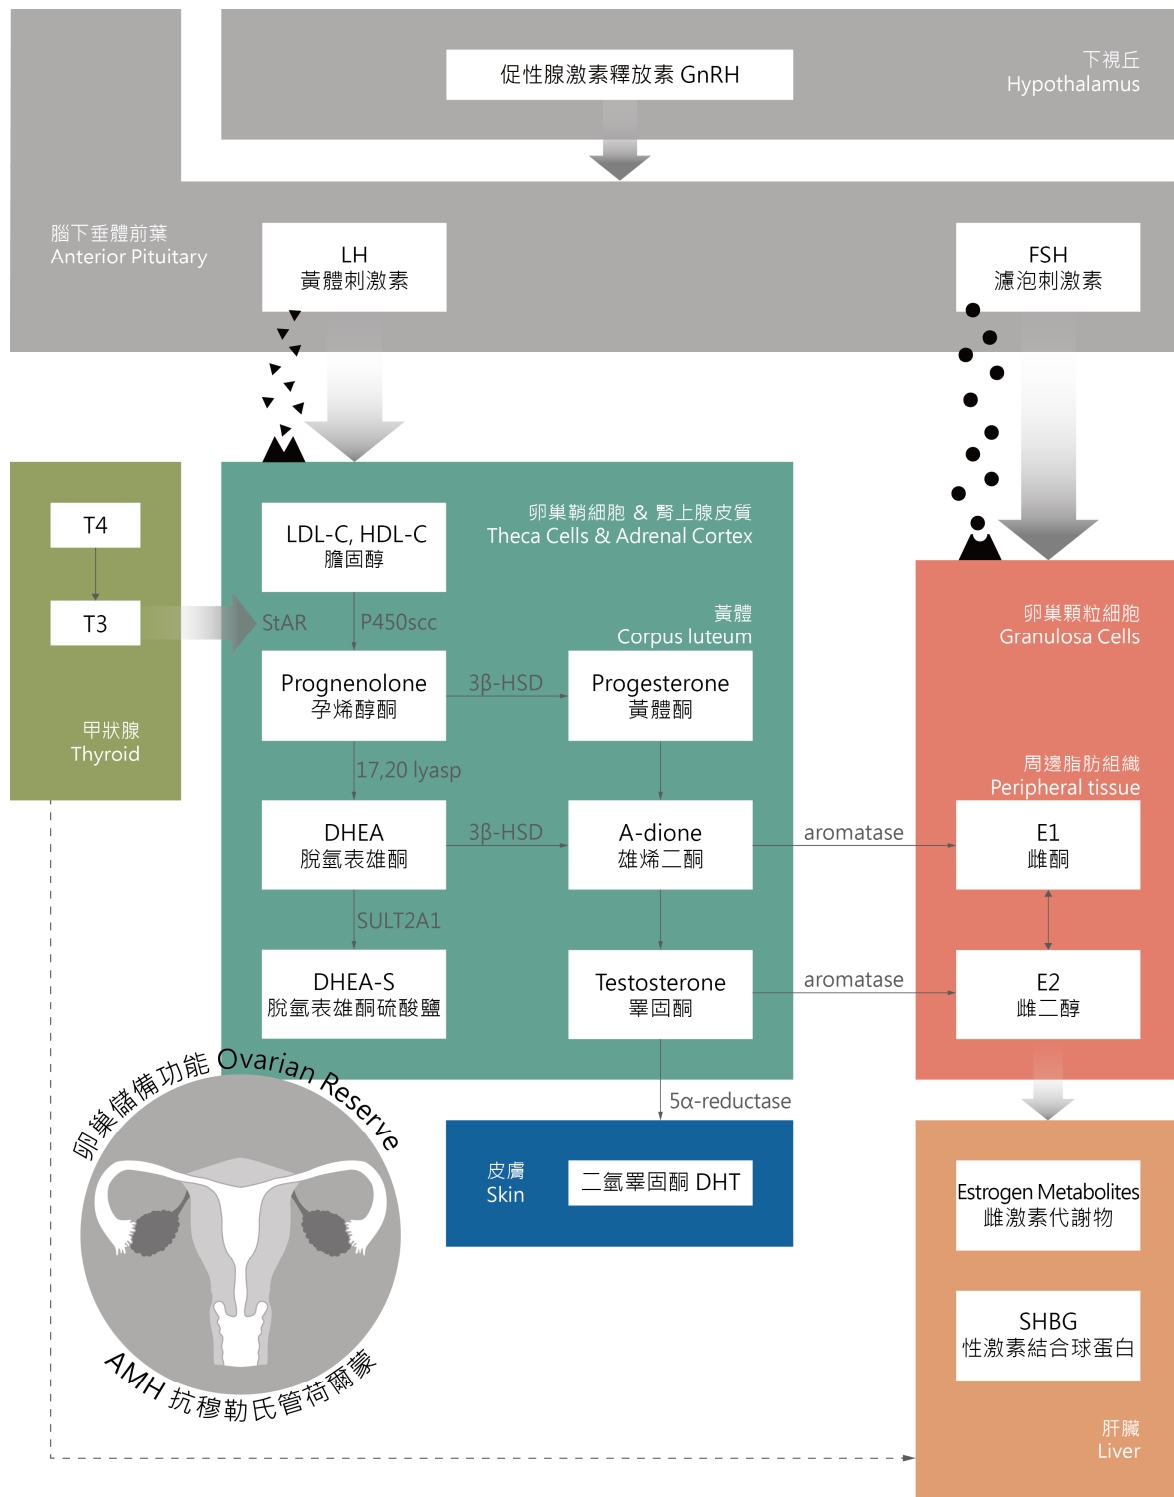 促性腺激素釋放素 GnRH
下視丘
Hypothalamus
腦下垂體前葉
Anterior Pituitary
LH
黃體刺激素
FSH
濾泡刺激素
T4
T3
甲狀腺
Thyroid
LDL-C, HDL-C
膽固醇
卵巢鞘細胞 & 腎上腺皮質
Theca Cells & Adrenal Cortex
StAR
P450scc
黃體
Corpus luteum
Prognenolone
孕烯醇酮
3β-HSD
Progesterone
黃體酮
17,20 lyasp
DHEA
脫氫表雄酮
3β-HSD
A-dione
雄烯二酮
aromatase
SULT2A1
DHEA-S
脫氫表雄酮硫酸鹽
Testosterone
睪固酮
aromatase
卵巢顆粒細胞
Granulosa Cells
周邊脂肪組織
Peripheral tissue
E1
雌酮
E2
雌二醇
5α-reductase
皮膚
Skin
二氫睪固酮 DHT
Estrogen Metabolites
雌激素代謝物
SHBG
性激素結合球蛋白
肝臟
Liver
卵巢儲備功能 Ovarian Reserve
AMH 抗穆勒氏管荷爾蒙